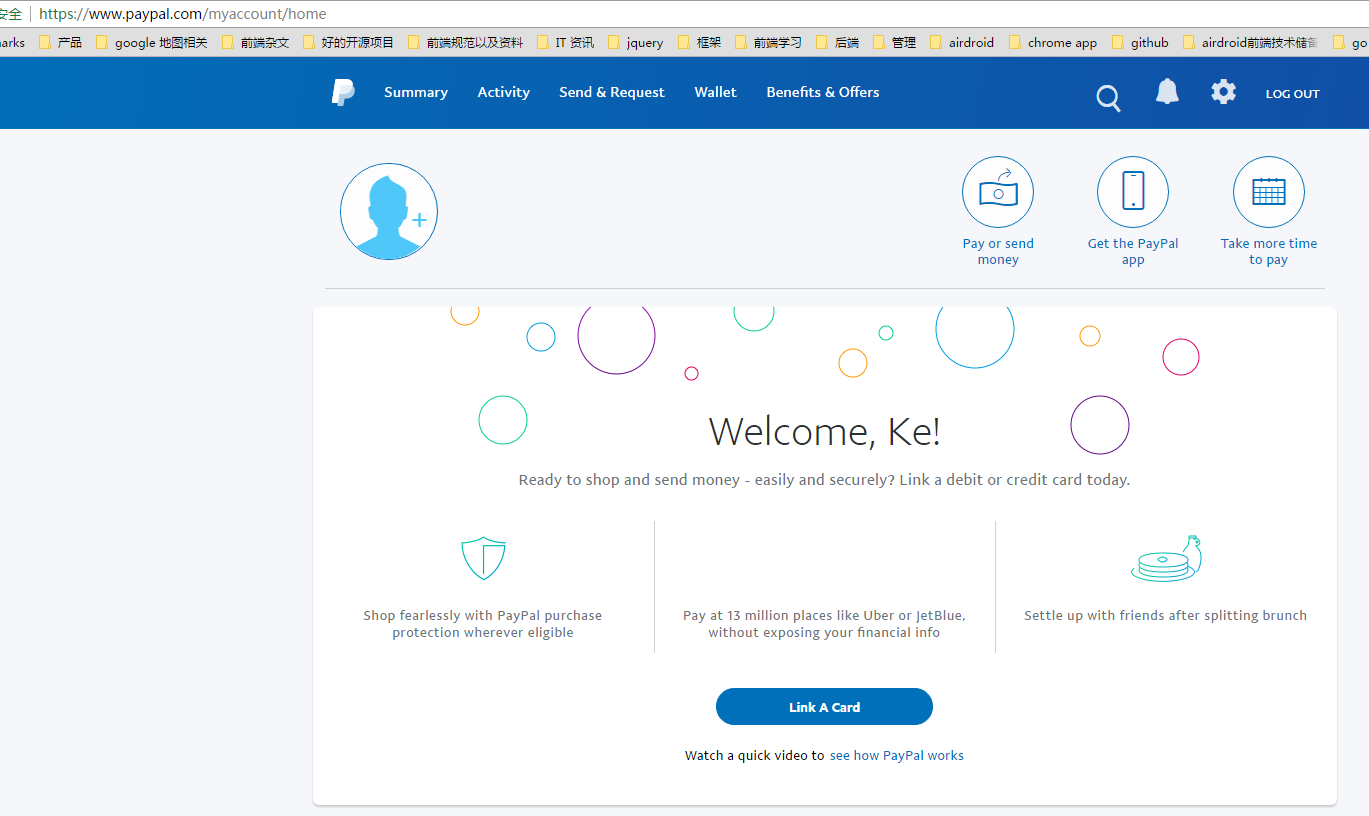 安全 https://www.paypal.com/myaccount/home
arks 产品 google 地图相关 前端杂文 好的开源项目 前端规范以及资料 IT 资讯 jquery 框架 前端学习 后端 管理 airdroid chrome app github airdroid前端技术储备 go
Summary Activity Send & Request Wallet Benefits & Offers LOG OUT
Pay or send
money
Get the PayPal
app
Take more time
to pay
Welcome, Ke!
Ready to shop and send money - easily and securely? Link a debit or credit card today.
Shop fearlessly with PayPal purchase
protection wherever eligible
Pay at 13 million places like Uber or JetBlue,
without exposing your financial info
Settle up with friends after splitting brunch
Link A Card
Watch a quick video to see how PayPal works